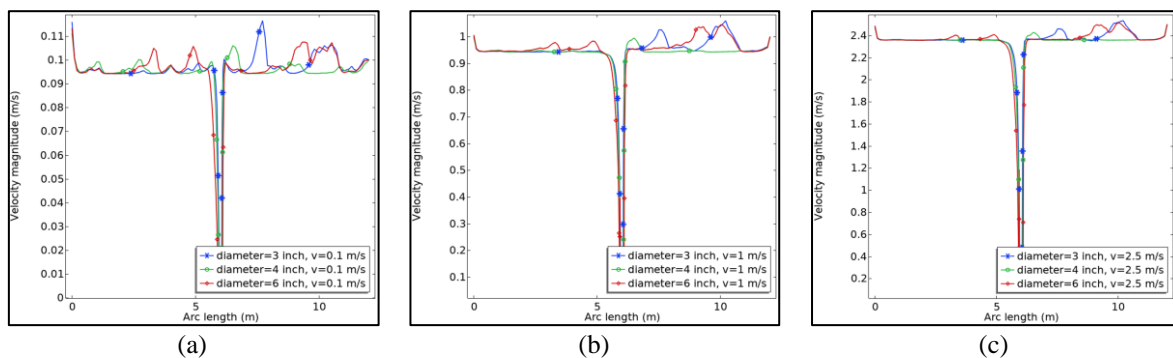 0.11
0.1
0.09
0.08
0.07
0.06
0.05
0.04
0.03
0.02
0.01
0
Velocity magnitude (m/s)
diameter=3 inch, v=0.1 m/s
diameter=4 inch, v=0.1 m/s
diameter=6 inch, v=0.1 m/s
0 5 10
Arc length (m)
(a)
1
0.9
0.8
0.7
0.6
0.5
0.4
0.3
0.2
0.1
Velocity magnitude (m/s)
diameter=3 inch, v=1 m/s
diameter=4 inch, v=1 m/s
diameter=6 inch, v=1 m/s
0 5 10
Arc length (m)
(b)
2.4
2.2
2
1.8
1.6
1.4
1.2
1
0.8
0.6
0.4
0.2
Velocity magnitude (m/s)
diameter=3 inch, v=2.5 m/s
diameter=4 inch, v=2.5 m/s
diameter=6 inch, v=2.5 m/s
0 5 10
Arc length (m)
(c)